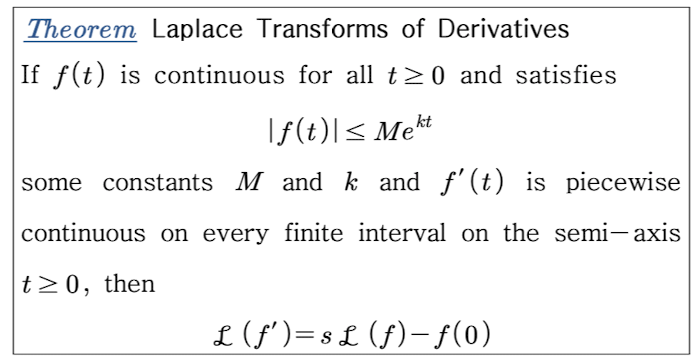 Theorem Laplace Transforms of Derivatives
If f(t) is continuous for all t ≥ 0 and satisfies
|f(t)| ≤ Me^{kt}
some constants M and k and f′(t) is piecewise
continuous on every finite interval on the semi−axis
t ≥ 0, then
ℒ (f′) = s ℒ (f) − f(0)